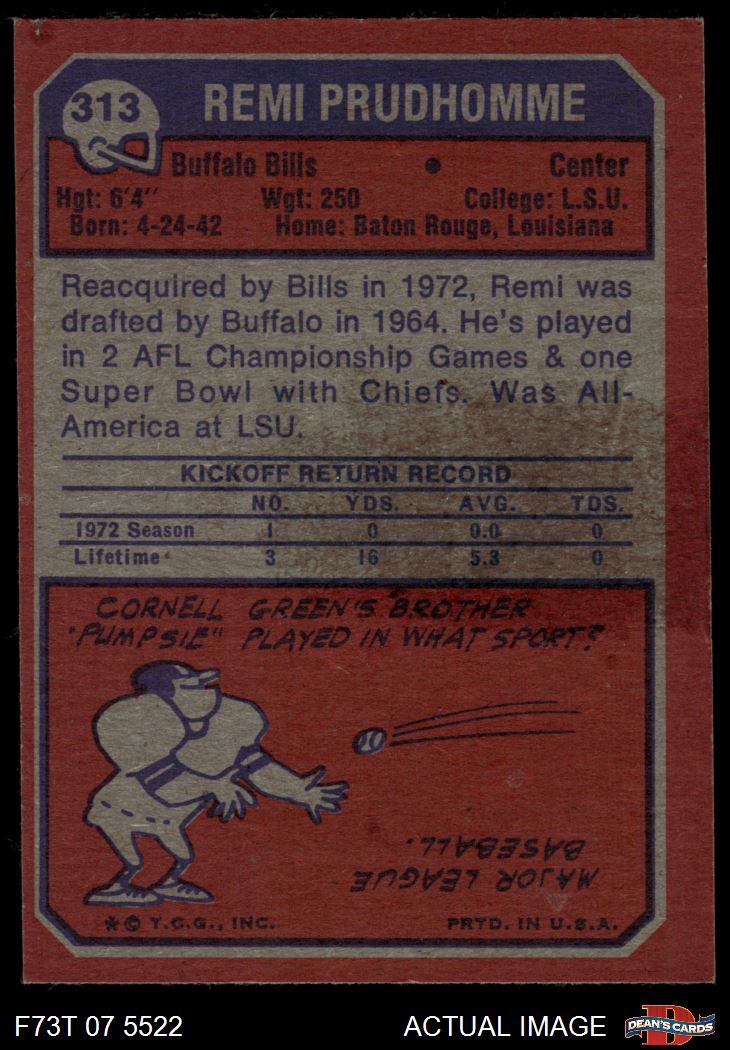 313
REMI PRUDHOMME
Buffalo Bills • Center
Hgt: 6'4" Wgt: 250 College: L.S.U.
Born: 4-24-42 Home: Baton Rouge, Louisiana
Reacquired by Bills in 1972, Remi was
drafted by Buffalo in 1964. He's played
in 2 AFL Championship Games & one
Super Bowl with Chiefs. Was All-
America at LSU.
KICKOFF RETURN RECORD
NO. YDS. AVG. TDS.
1972 Season 1 0 0.0 0
Lifetime 3 16 5.3 0
CORNELL GREEN'S BROTHER
"PUMPSIE" PLAYED IN WHAT SPORT?
MAJOR LEAGUE
BASEBALL.
* © T.C.G., INC. PRTD. IN U.S.A.
F73T 07 5522 ACTUAL IMAGE D DEAN'S CARDS